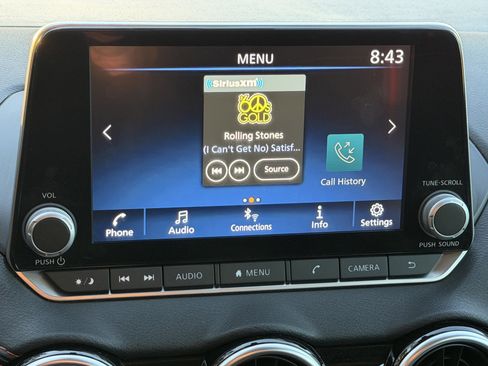 MENU
8:43
SiriusXM
60s
GOLD
Rolling Stones
(I Can't Get No) Satisf...
Source
Call History
VOL
TUNE·SCROLL
Phone
Audio
Connections
Info
Settings
PUSH
PUSH SOUND
AUDIO
MENU
CAMERA